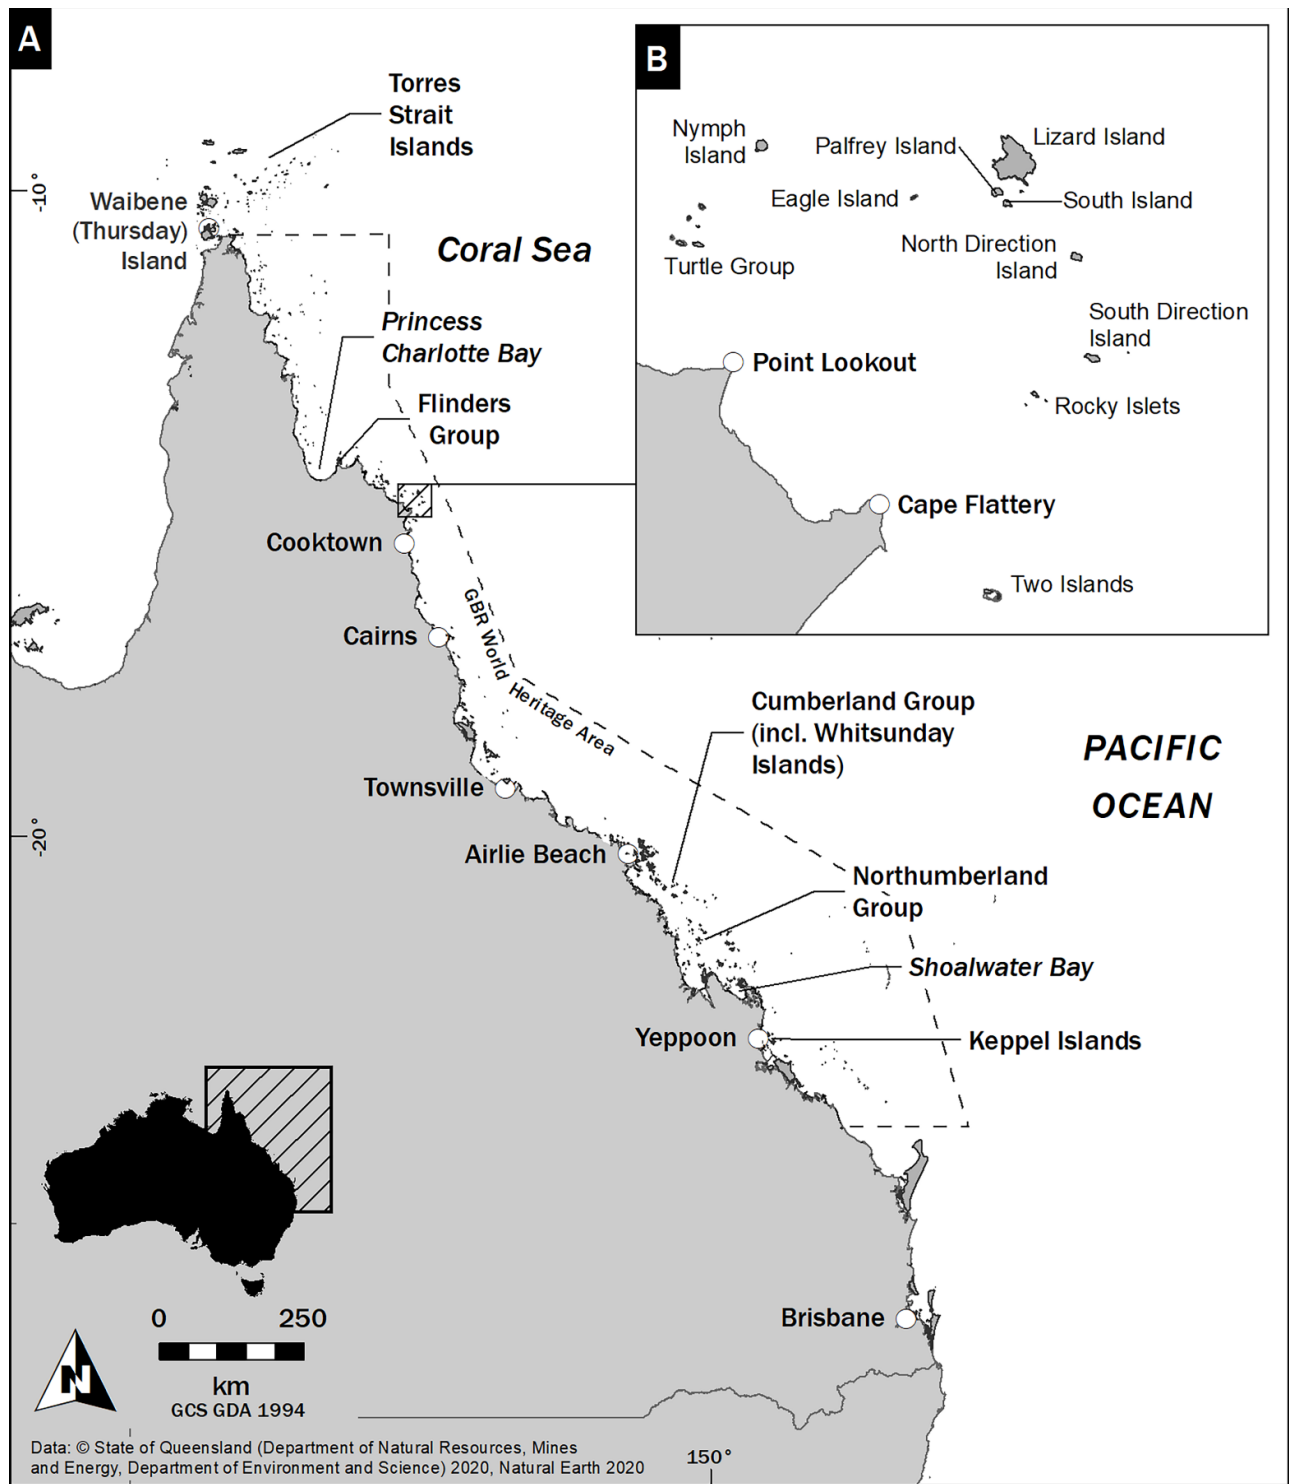 A
Torres
Strait
Islands
-10°
Waibene
(Thursday)
Island
Coral Sea
Princess
Charlotte Bay
Flinders
Group
Cooktown
Cairns
GBR World
Heritage Area
Townsville
-20°
Airlie Beach
Cumberland Group
(incl. Whitsunday
Islands)
PACIFIC
OCEAN
Northumberland
Group
Shoalwater Bay
Yeppoon
Keppel Islands
Brisbane
B
Nymph
Island
Palfrey Island
Lizard Island
Eagle Island
South Island
North Direction
Island
Turtle Group
South Direction
Island
Point Lookout
Rocky Islets
Cape Flattery
Two Islands
0 250
km
GCS GDA 1994
N
Data: © State of Queensland (Department of Natural Resources, Mines
and Energy, Department of Environment and Science) 2020, Natural Earth 2020
150°